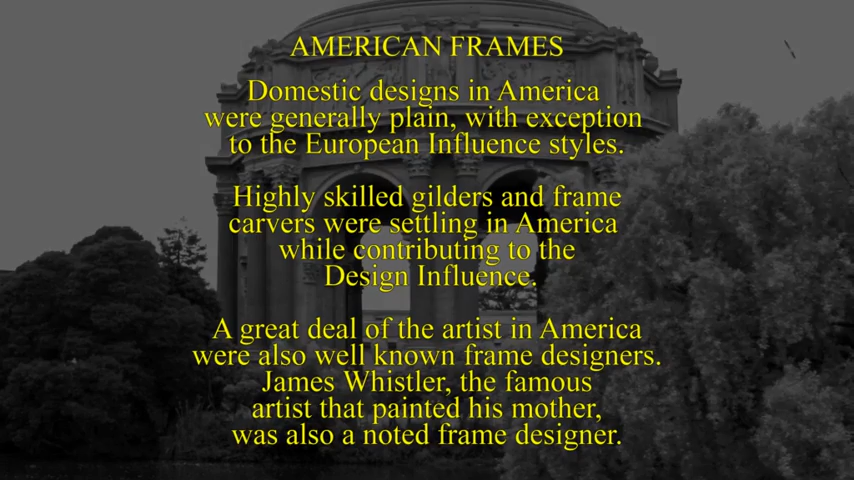 AMERICAN FRAMES
Domestic designs in America
were generally plain, with exception
to the European Influence styles.
Highly skilled gilders and frame
carvers were settling in America
while contributing to the
Design Influence.
A great deal of the artist in America
were also well known frame designers.
James Whistler, the famous
artist that painted his mother,
was also a noted frame designer.